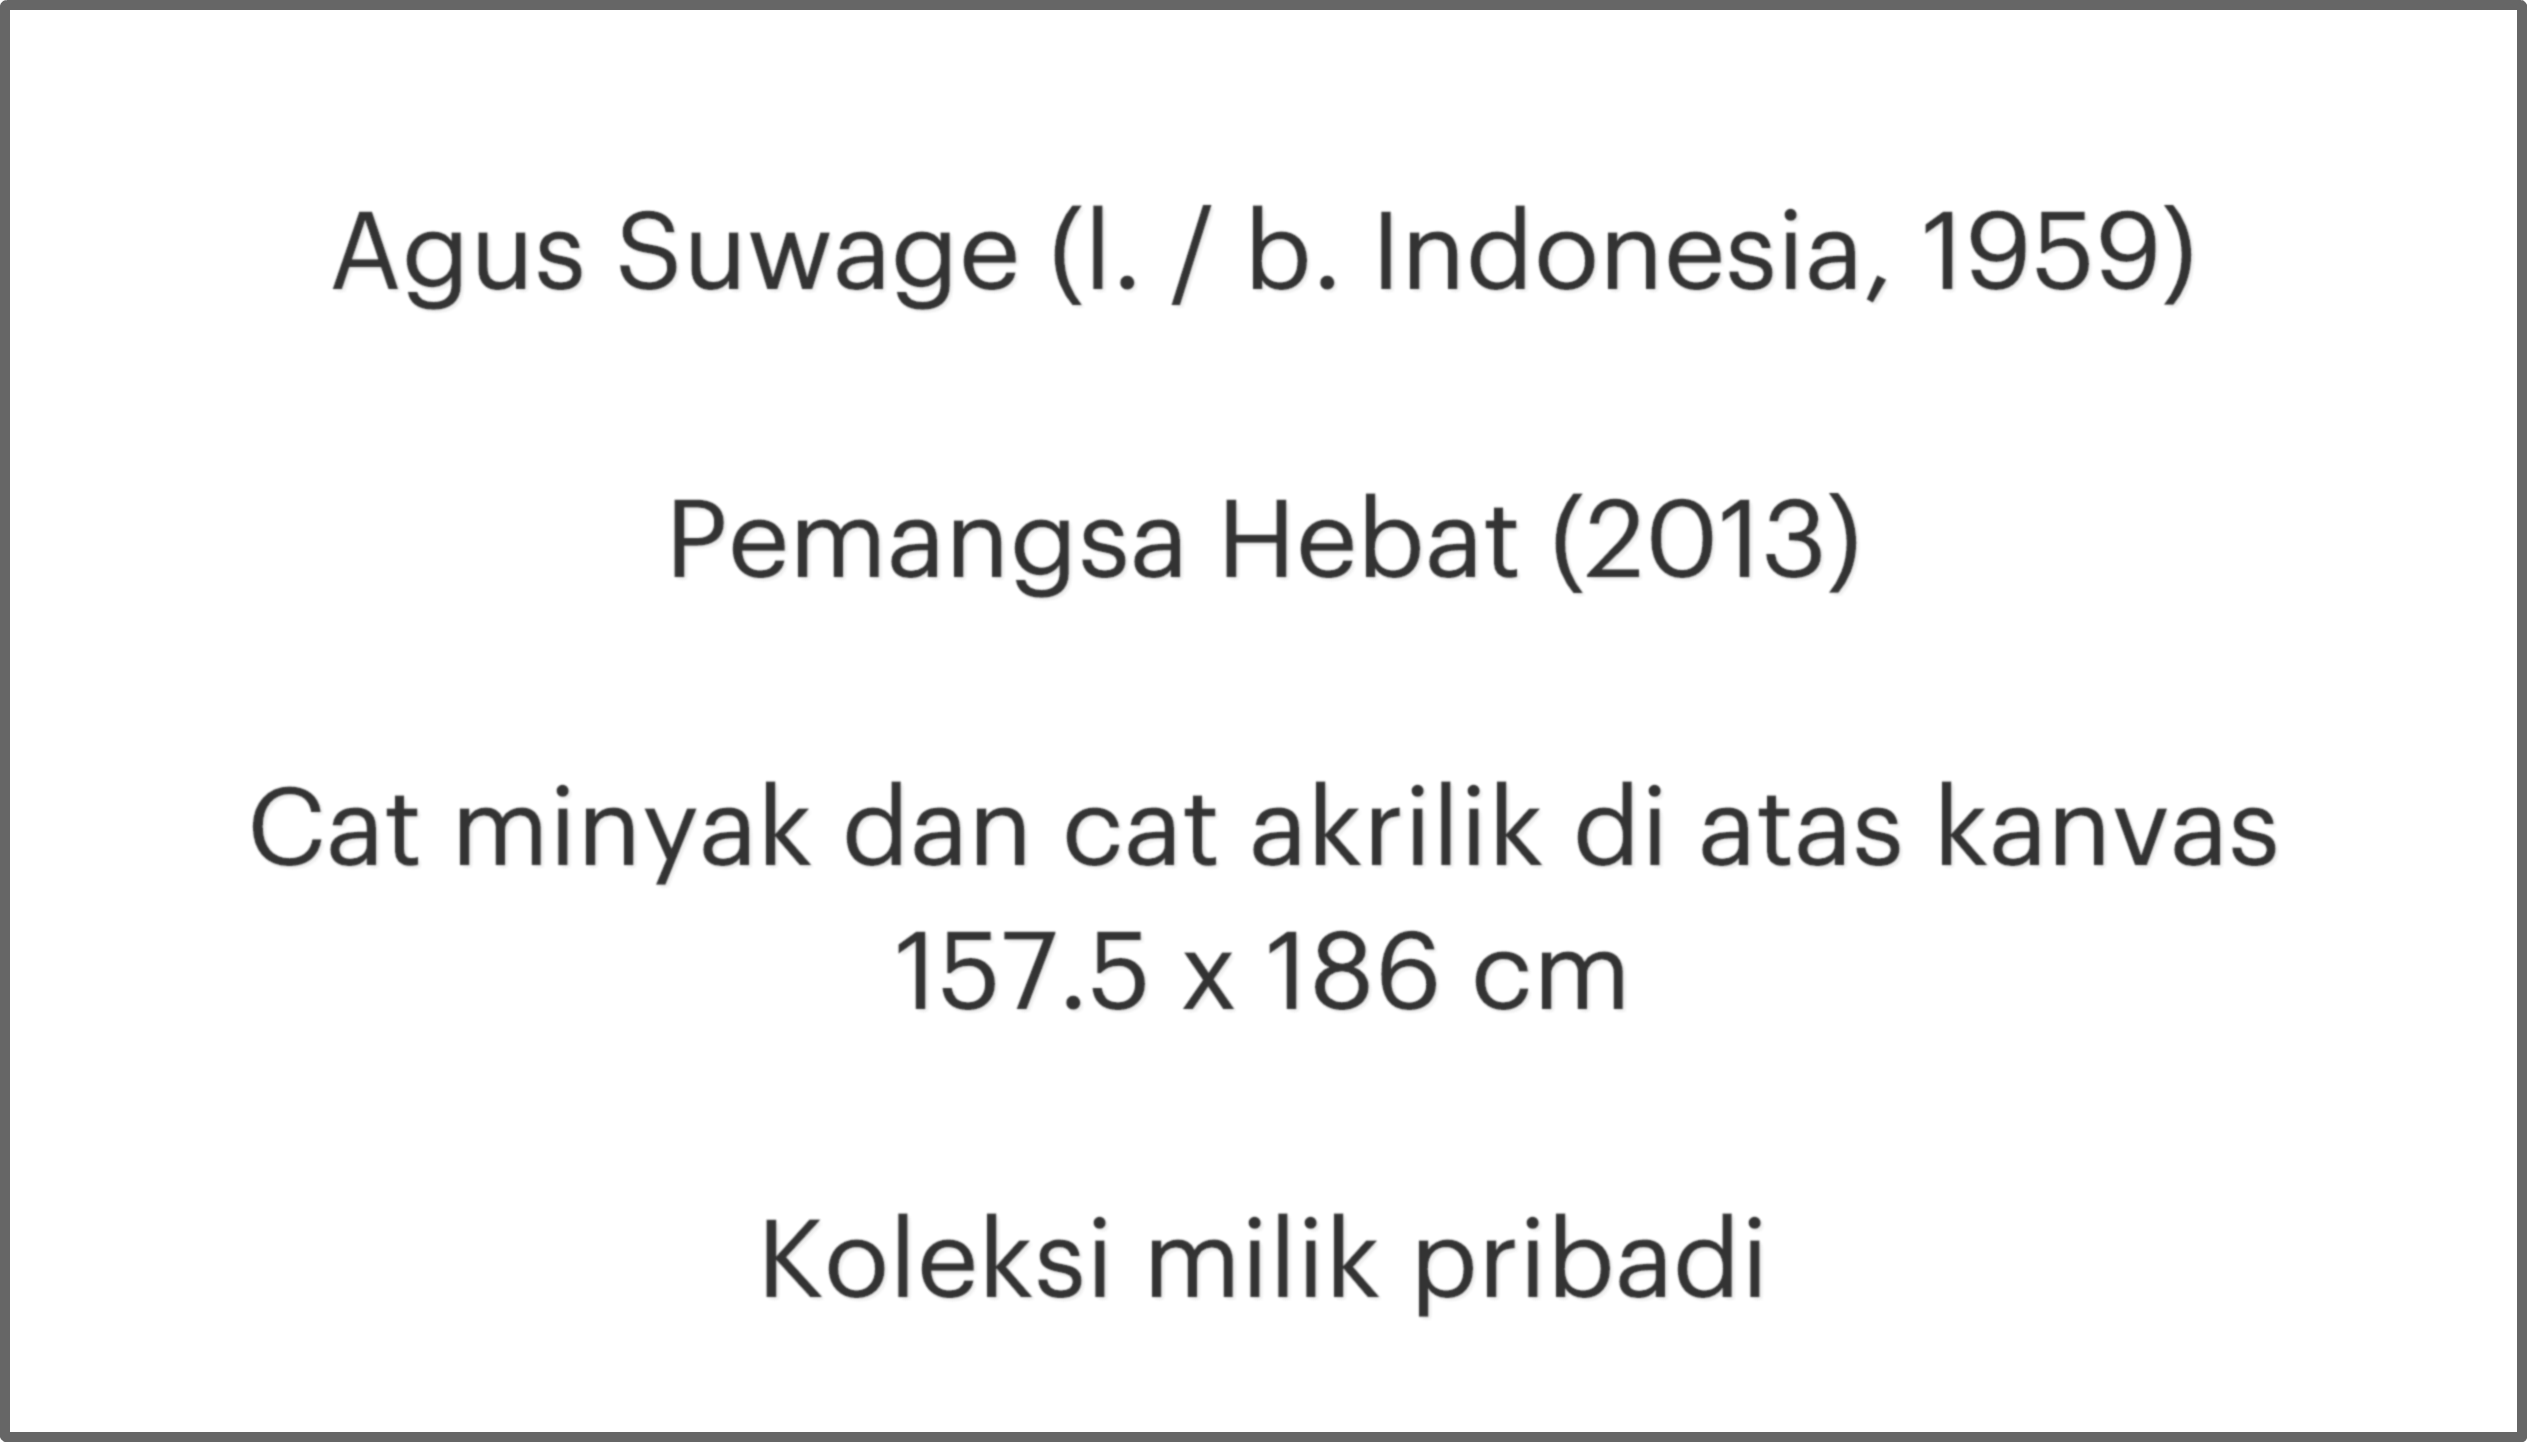 Agus Suwage (l. / b. Indonesia, 1959)
Pemangsa Hebat (2013)
Cat minyak dan cat akrilik di atas kanvas
157.5 x 186 cm
Koleksi milik pribadi